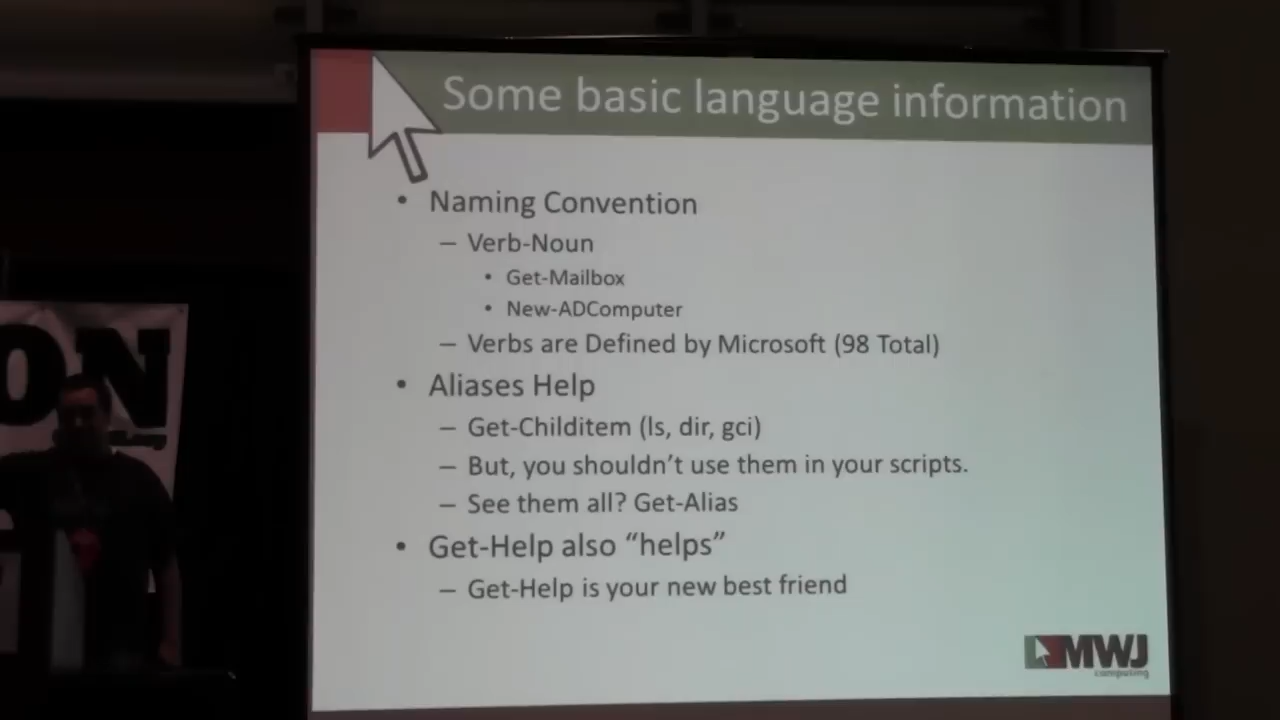 Some basic language information
• Naming Convention
– Verb-Noun
• Get-Mailbox
• New-ADComputer
– Verbs are Defined by Microsoft (98 Total)
• Aliases Help
– Get-Childitem (ls, dir, gci)
– But, you shouldn't use them in your scripts.
– See them all? Get-Alias
• Get-Help also “helps”
– Get-Help is your new best friend
MWJ
computing
ON